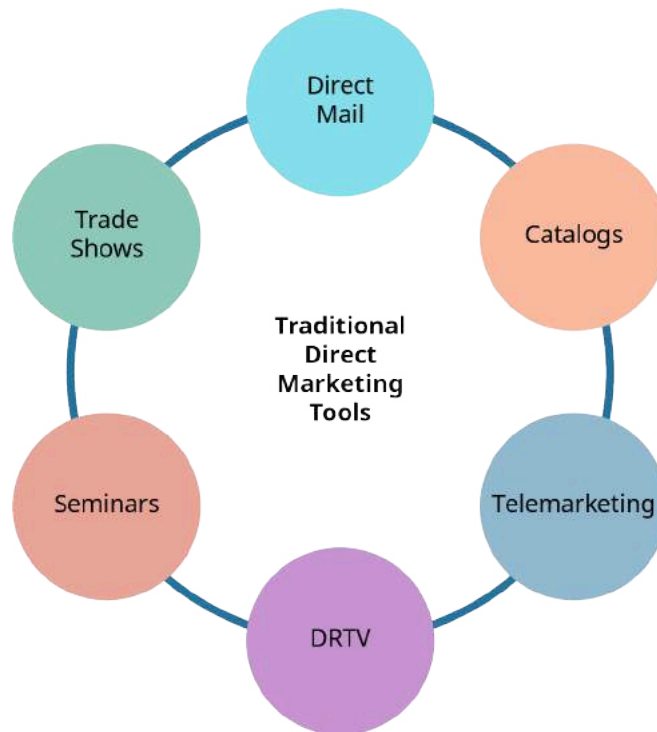 Direct
Mail
Trade
Shows
Catalogs
Traditional
Direct
Marketing
Tools
Seminars
Telemarketing
DRTV